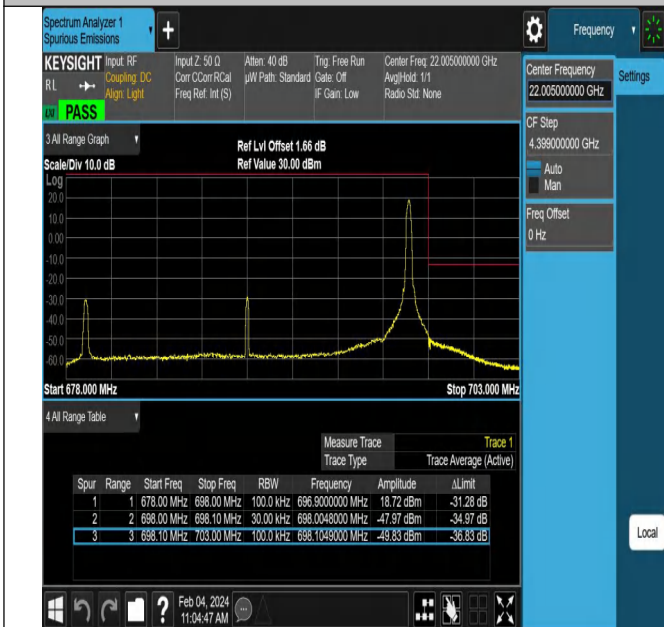 Spectrum Analyzer 1
Spurious Emissions
Frequency
KEYSIGHT Input: RF Input Z: 50 Ω Atten: 40 dB Trig: Free Run Center Freq: 22.005000000 GHz
RL Coupling: DC Corr CCorr RCal µW Path: Standard Gate: Off Avg|Hold: 1/1
Align: Light Freq Ref: Int (S) IF Gain: Low Radio Std: None
PASS
Center Frequency
22.005000000 GHz
Settings
CF Step
4.399000000 GHz
Auto
Man
Freq Offset
0 Hz
3 All Range Graph
Ref Lvl Offset 1.66 dB
Scale/Div 10.0 dB Ref Value 30.00 dBm
Log
20.0
10.0
0.00
-10.0
-20.0
-30.0
-40.0
-50.0
-60.0
Start 678.000 MHz Stop 703.000 MHz
4 All Range Table
Measure Trace Trace 1
Trace Type Trace Average (Active)
Spur Range Start Freq Stop Freq RBW Frequency Amplitude ΔLimit
1 1 678.00 MHz 698.00 MHz 100.0 kHz 696.9000000 MHz 18.72 dBm -31.28 dB
2 2 698.00 MHz 698.10 MHz 30.00 kHz 698.0048000 MHz -47.97 dBm -34.97 dB
3 3 698.10 MHz 703.00 MHz 100.0 kHz 698.1049000 MHz -49.83 dBm -36.83 dB
Local
Feb 04, 2024
11:04:47 AM